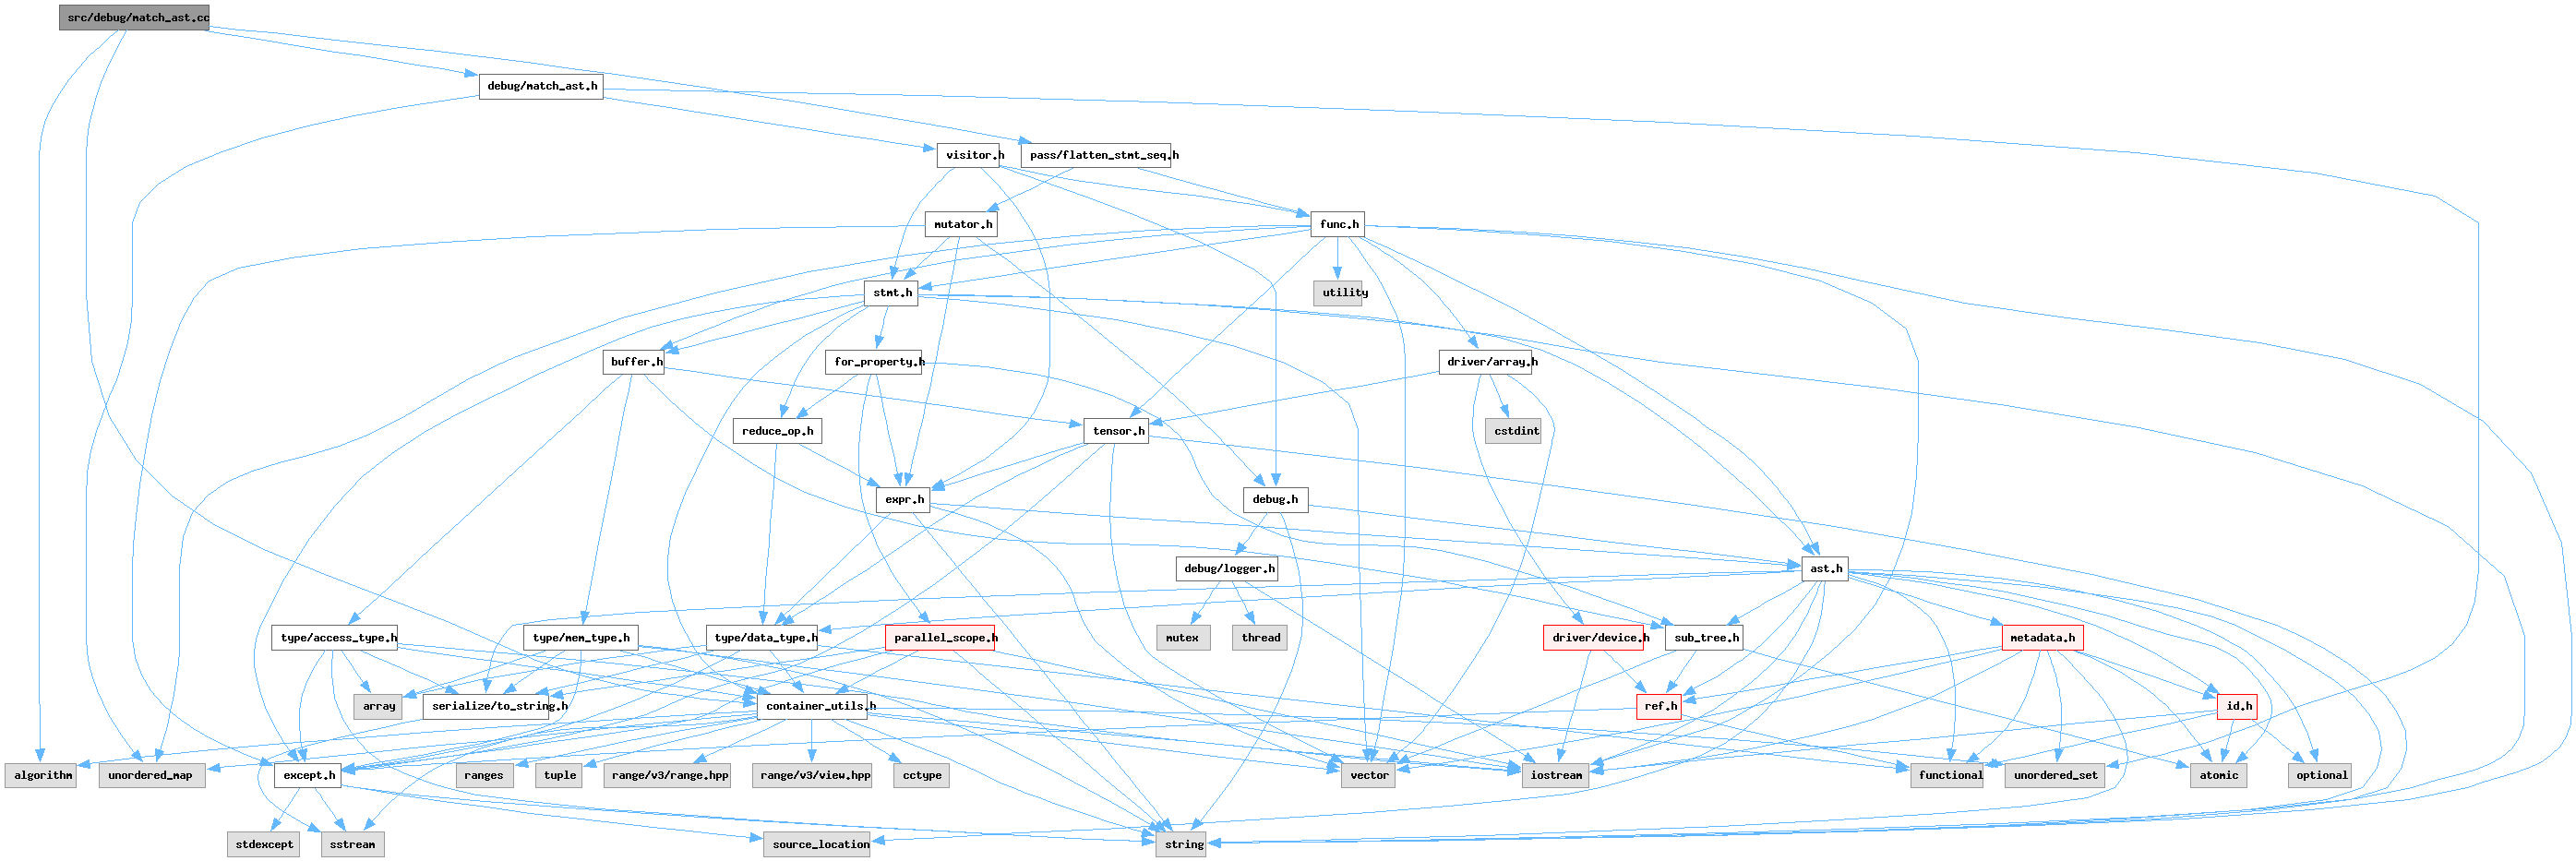 src/debug/match_ast.cc
debug/match_ast.h
visitor.h
pass/flatten_stmt_seq.h
mutator.h
func.h
stmt.h
utility
buffer.h
for_property.h
driver/array.h
reduce_op.h
tensor.h
cstdint
expr.h
debug.h
debug/logger.h
ast.h
type/access_type.h
type/mem_type.h
type/data_type.h
parallel_scope.h
mutex
thread
driver/device.h
sub_tree.h
metadata.h
array
serialize/to_string.h
container_utils.h
ref.h
id.h
algorithm
unordered_map
except.h
ranges
tuple
range/v3/range.hpp
range/v3/view.hpp
cctype
vector
iostream
functional
unordered_set
atomic
optional
stdexcept
sstream
source_location
string